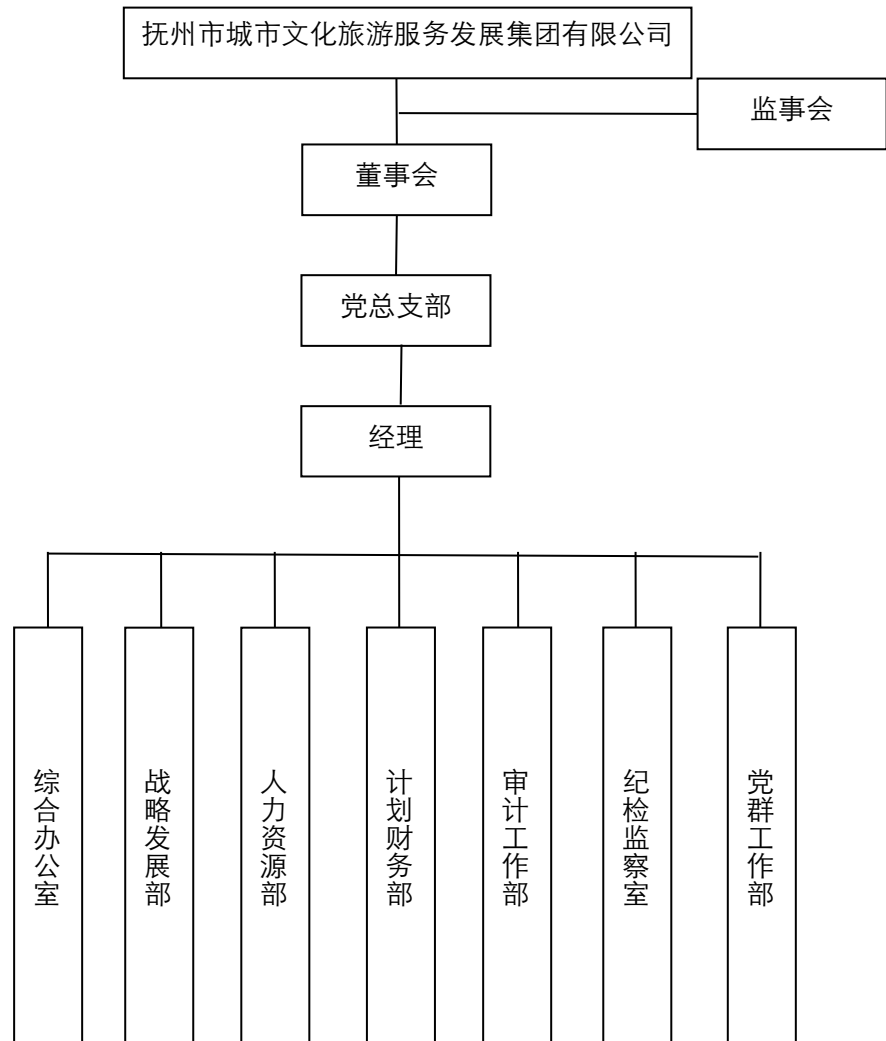 抚州市城市文化旅游服务发展集团有限公司
监事会
董事会
党总支部
经理
综合办公室
战略发展部
人力资源部
计划财务部
审计工作部
纪检监察室
党群工作部